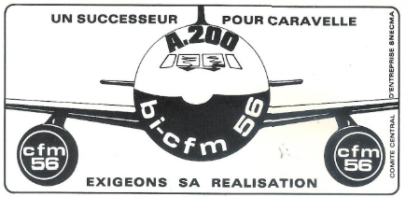 UN SUCCESSEUR POUR CARAVELLE
A.200
bi-cfm 56
cfm
56
cfm
56
EXIGEONS SA REALISATION
COMITE CENTRAL D'ENTREPRISE SNECMA